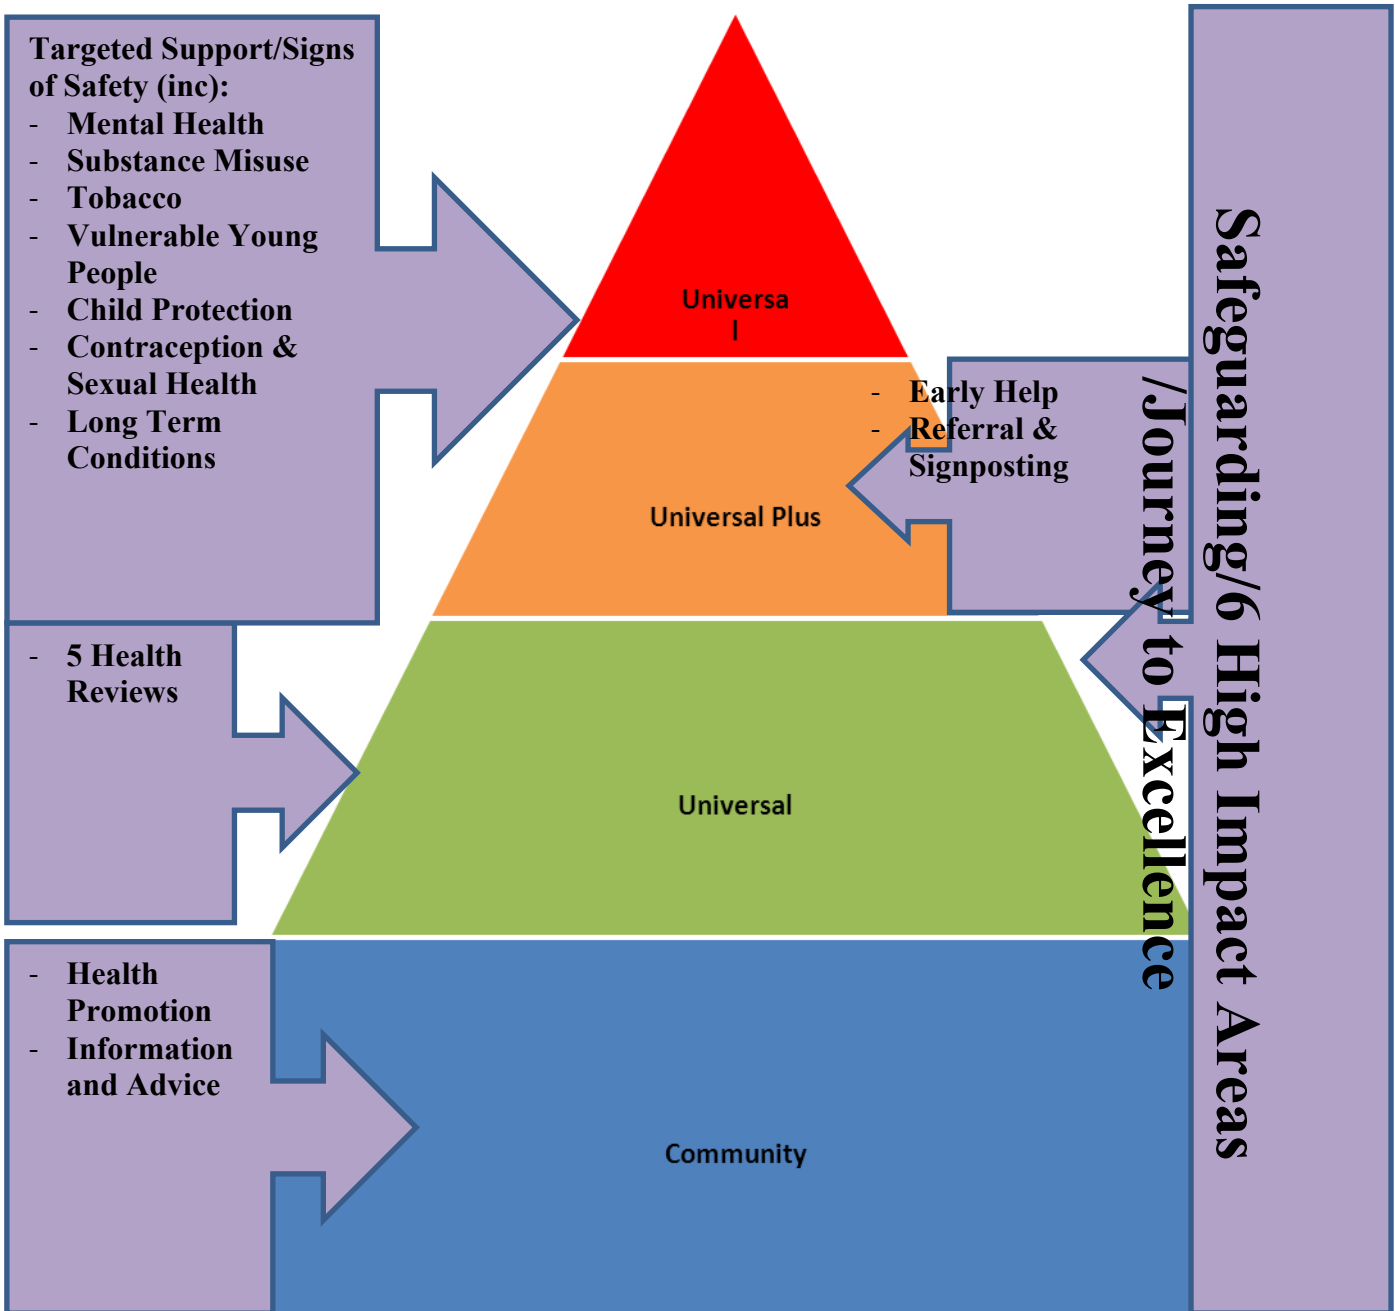 Targeted Support/Signs
of Safety (inc):
- Mental Health
- Substance Misuse
- Tobacco
- Vulnerable Young
People
- Child Protection
- Contraception &
Sexual Health
- Long Term
Conditions
Universa
l
- Early Help
- Referral &
Signposting
Universal Plus
- 5 Health
Reviews
Universal
- Health
Promotion
- Information
and Advice
Community
Safeguarding/6 High Impact Areas
/Journey to Excellence